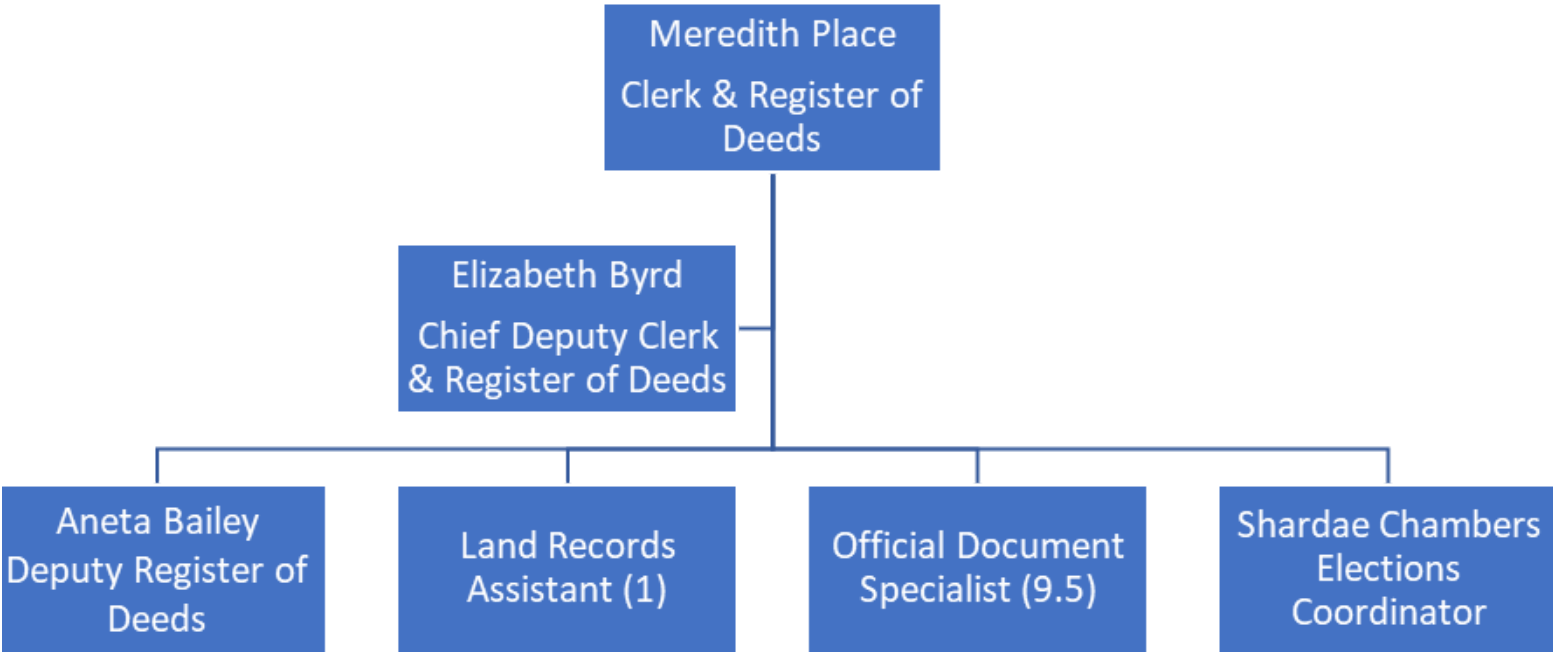 Meredith Place
Clerk & Register of
Deeds
Elizabeth Byrd
Chief Deputy Clerk
& Register of Deeds
Aneta Bailey
Deputy Register of
Deeds
Land Records
Assistant (1)
Official Document
Specialist (9.5)
Shardae Chambers
Elections
Coordinator